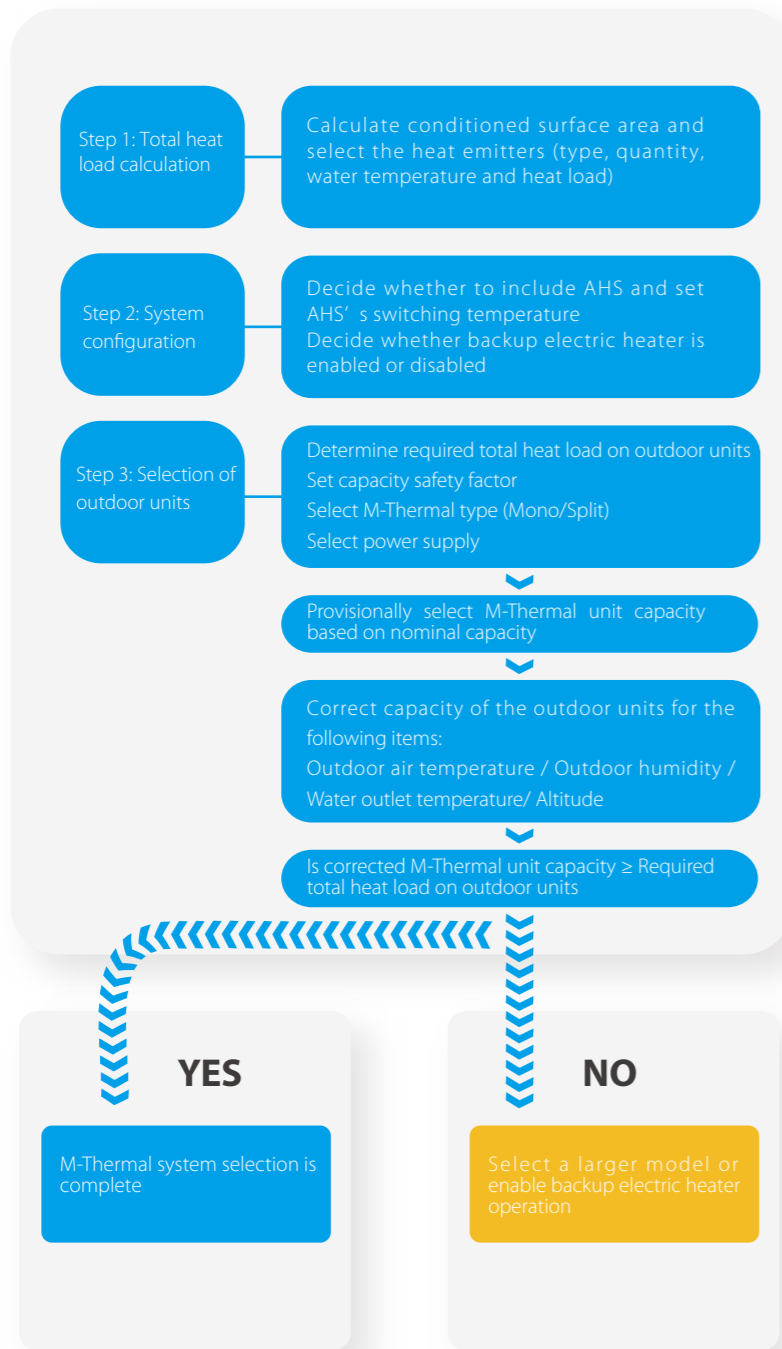 Step 1: Total heat
load calculation
Calculate conditioned surface area and
select the heat emitters (type, quantity,
water temperature and heat load)
Step 2: System
configuration
Decide whether to include AHS and set
AHS’ s switching temperature
Decide whether backup electric heater is
enabled or disabled
Step 3: Selection of
outdoor units
Determine required total heat load on outdoor units
Set capacity safety factor
Select M-Thermal type (Mono/Split)
Select power supply
Provisionally select M-Thermal unit capacity
based on nominal capacity
Correct capacity of the outdoor units for the
following items:
Outdoor air temperature / Outdoor humidity /
Water outlet temperature/ Altitude
Is corrected M-Thermal unit capacity ≥ Required
total heat load on outdoor units
YES
M-Thermal system selection is
complete
NO
Select a larger model or
enable backup electric heater
operation